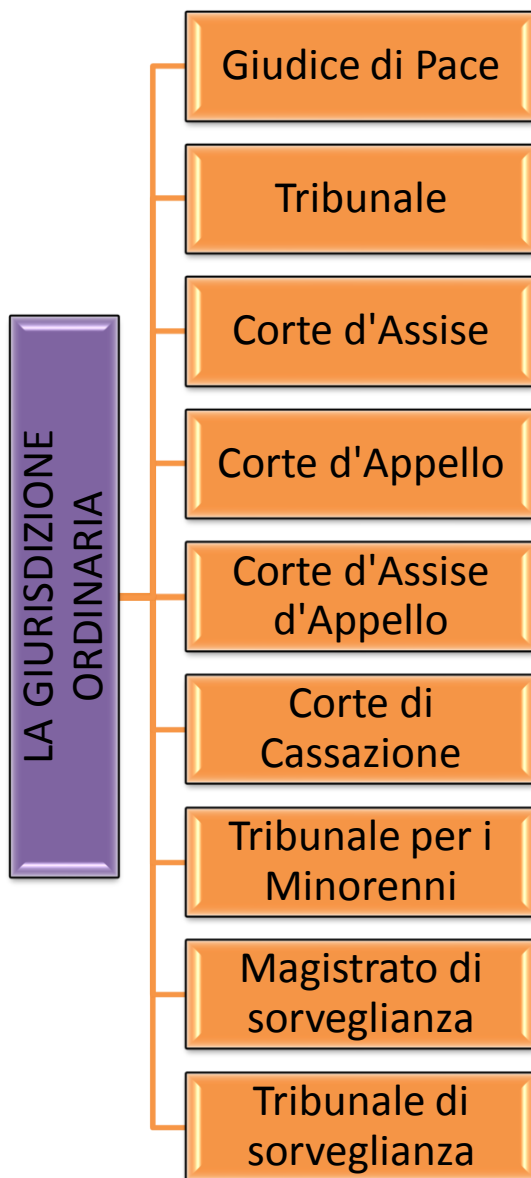 LA GIURISDIZIONE
ORDINARIA
Giudice di Pace
Tribunale
Corte d'Assise
Corte d'Appello
Corte d'Assise
d'Appello
Corte di
Cassazione
Tribunale per i
Minorenni
Magistrato di
sorveglianza
Tribunale di
sorveglianza